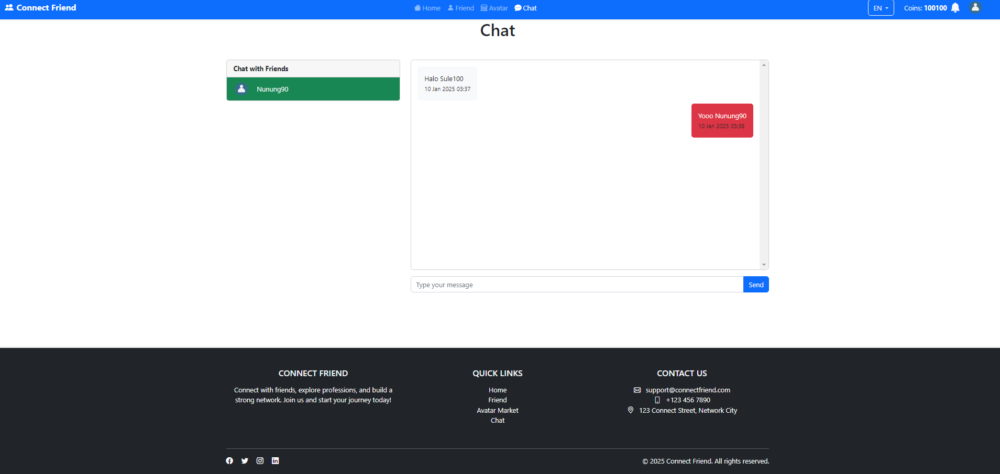 Connect Friend
Home Friend Avatar Chat
EN Coins: 100100
Chat
Chat with Friends
Nunung90
Halo Sule100
10 Jan 2025 03:37
Yooo Nunung90
10 Jan 2025 03:38
Type your message
Send
CONNECT FRIEND
Connect with friends, explore professions, and build a
strong network. Join us and start your journey today!
QUICK LINKS
Home
Friend
Avatar Market
Chat
CONTACT US
support@connectfriend.com
+123 456 7890
123 Connect Street, Network City
© 2025 Connect Friend. All rights reserved.